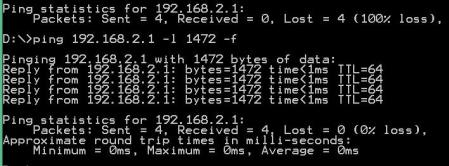 Ping statistics for 192.168.2.1:
Packets: Sent = 4, Received = 0, Lost = 4 (100% loss),
D:\>ping 192.168.2.1 -l 1472 -f
Pinging 192.168.2.1 with 1472 bytes of data:
Reply from 192.168.2.1: bytes=1472 time<1ms TTL=64
Reply from 192.168.2.1: bytes=1472 time<1ms TTL=64
Reply from 192.168.2.1: bytes=1472 time<1ms TTL=64
Reply from 192.168.2.1: bytes=1472 time<1ms TTL=64
Ping statistics for 192.168.2.1:
Packets: Sent = 4, Received = 4, Lost = 0 (0% loss),
Approximate round trip times in milli-seconds:
Minimum = 0ms, Maximum = 0ms, Average = 0ms